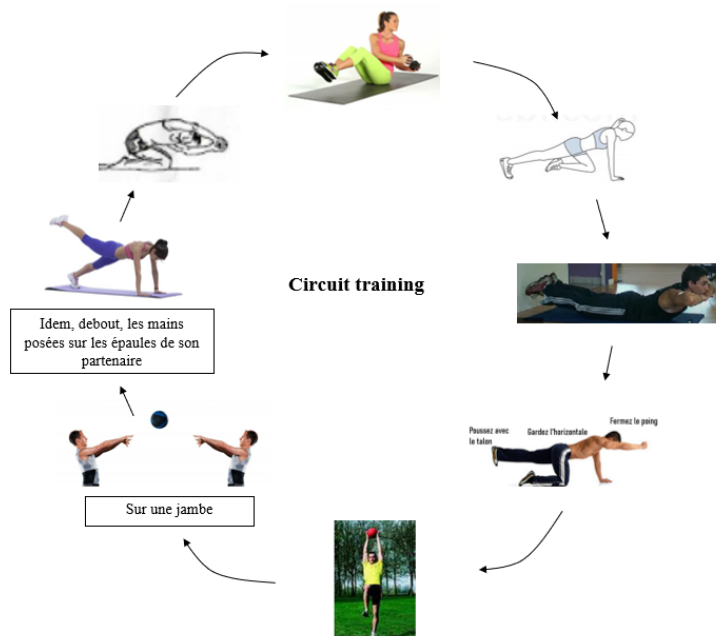 Circuit training
Fermez le poing
Gardez l'horizontale
Poussez avec
le talon
Sur une jambe
Idem, debout, les mains
posées sur les épaules de son
partenaire